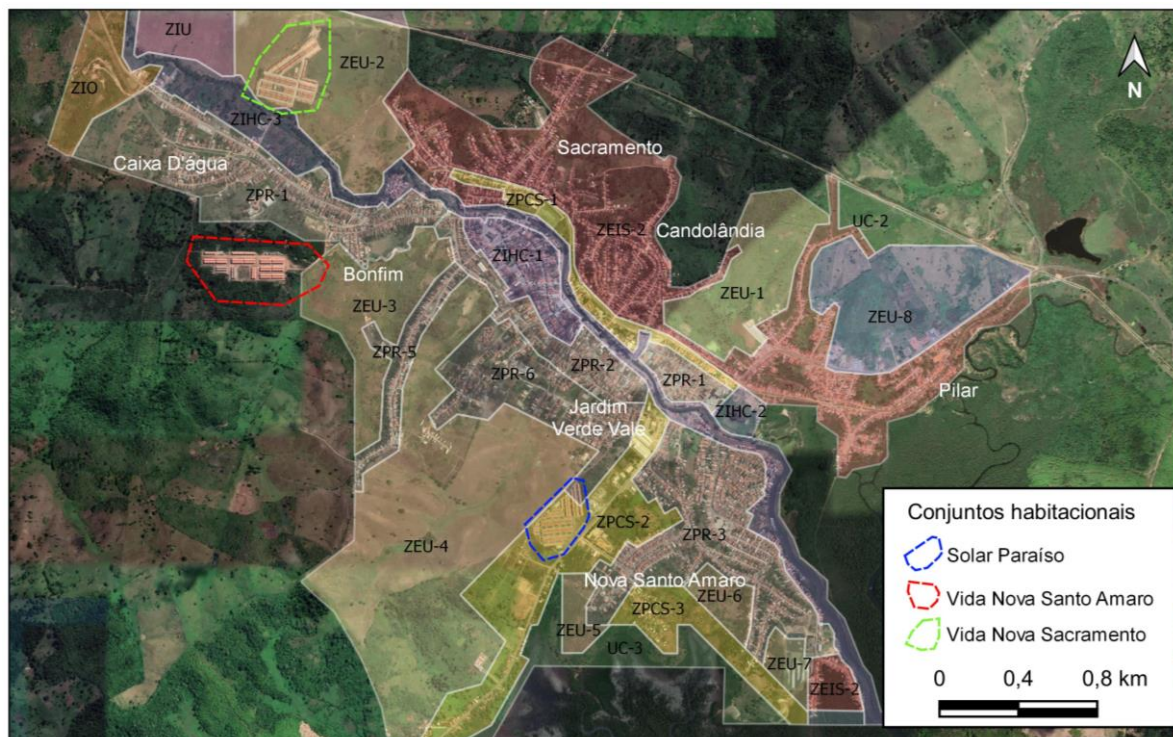 ZIU
ZEU-2
ZIO
ZIHC-3
Caixa D'água
ZPR-1
Sacramento
ZPCS-1
ZEIS-2
Candolândia
UC-2
ZIHC-1
Bonfim
ZEU-3
ZEU-1
ZEU-8
ZPR-5
ZPR-6
ZPR-2
ZPR-1
ZIHC-2
Pilar
Jardim
Verde Vale
ZEU-4
ZPCS-2
ZPR-3
Nova Santo Amaro
ZEU-6
ZPCS-3
ZEU-5
UC-3
ZEU-7
ZEIS-2
N
Conjuntos habitacionais
Solar Paraíso
Vida Nova Santo Amaro
Vida Nova Sacramento
0 0,4 0,8 km